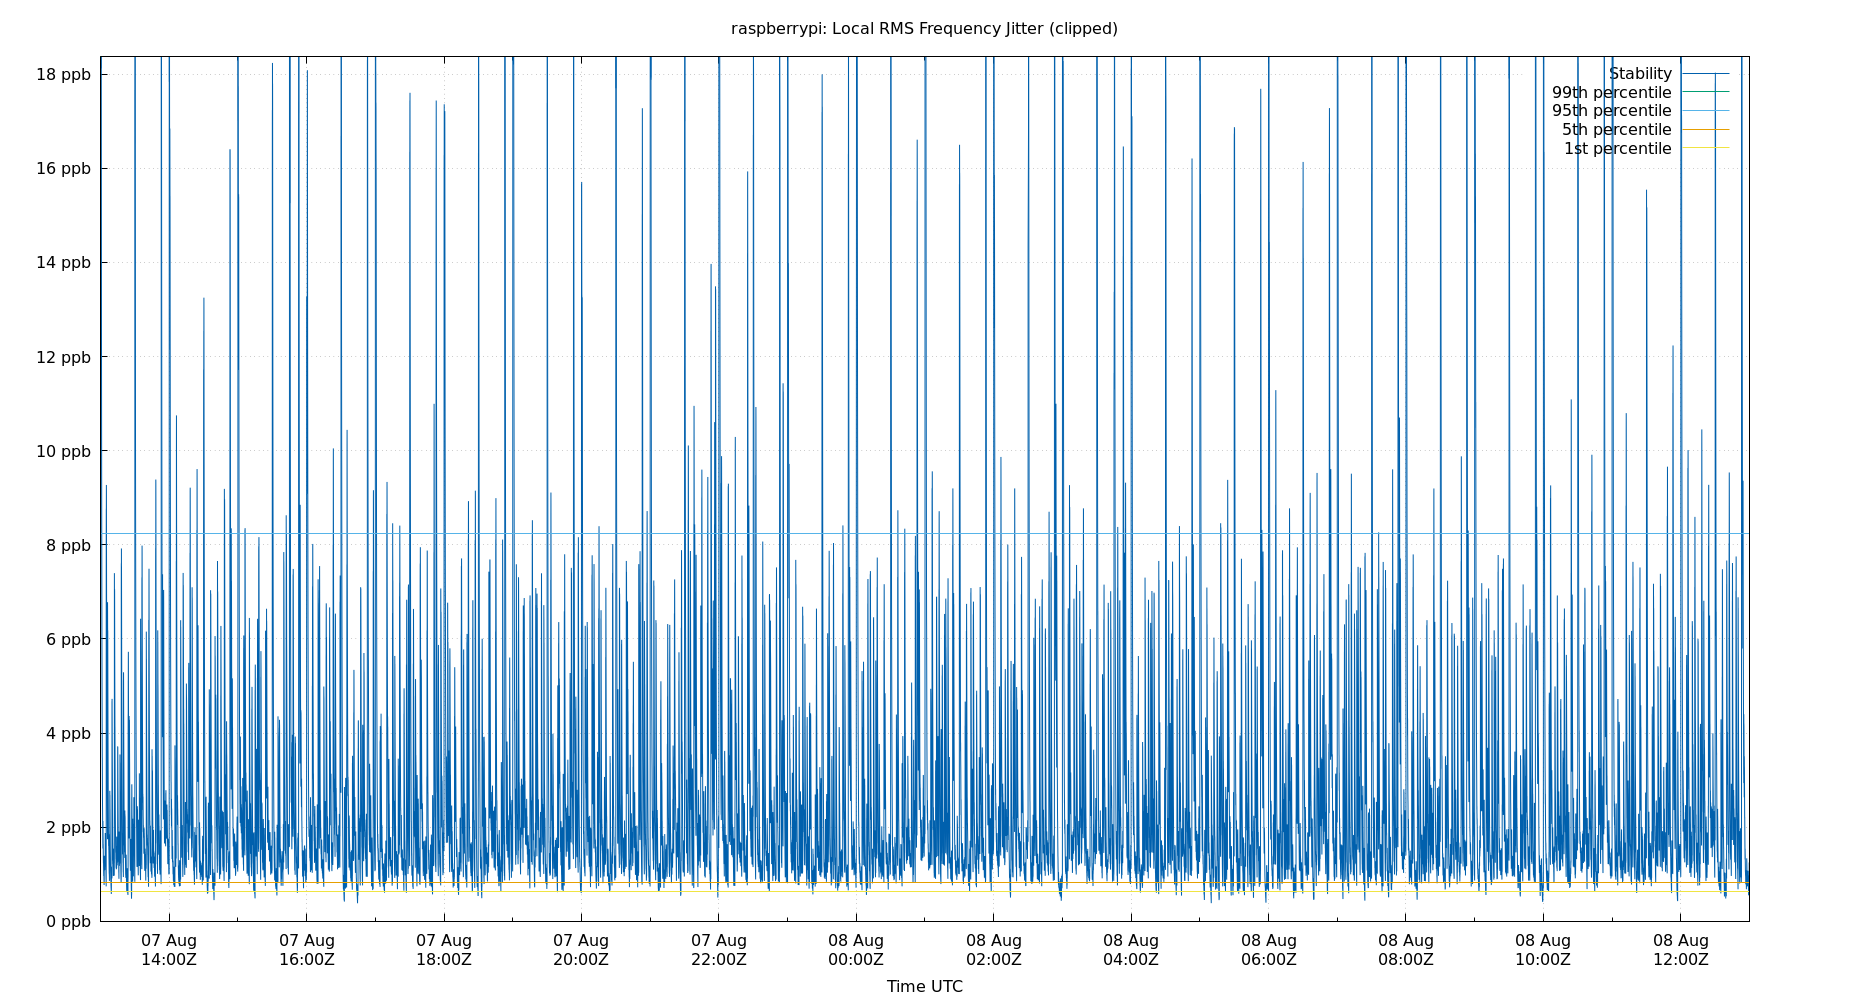 raspberrypi: Local RMS Frequency Jitter (clipped)
18 ppb
16 ppb
14 ppb
12 ppb
10 ppb
8 ppb
6 ppb
4 ppb
2 ppb
0 ppb
Stability
99th percentile
95th percentile
5th percentile
1st percentile
07 Aug 07 Aug 07 Aug 07 Aug 07 Aug 08 Aug 08 Aug 08 Aug 08 Aug 08 Aug 08 Aug 08 Aug
14:00Z 16:00Z 18:00Z 20:00Z 22:00Z 00:00Z 02:00Z 04:00Z 06:00Z 08:00Z 10:00Z 12:00Z
Time UTC